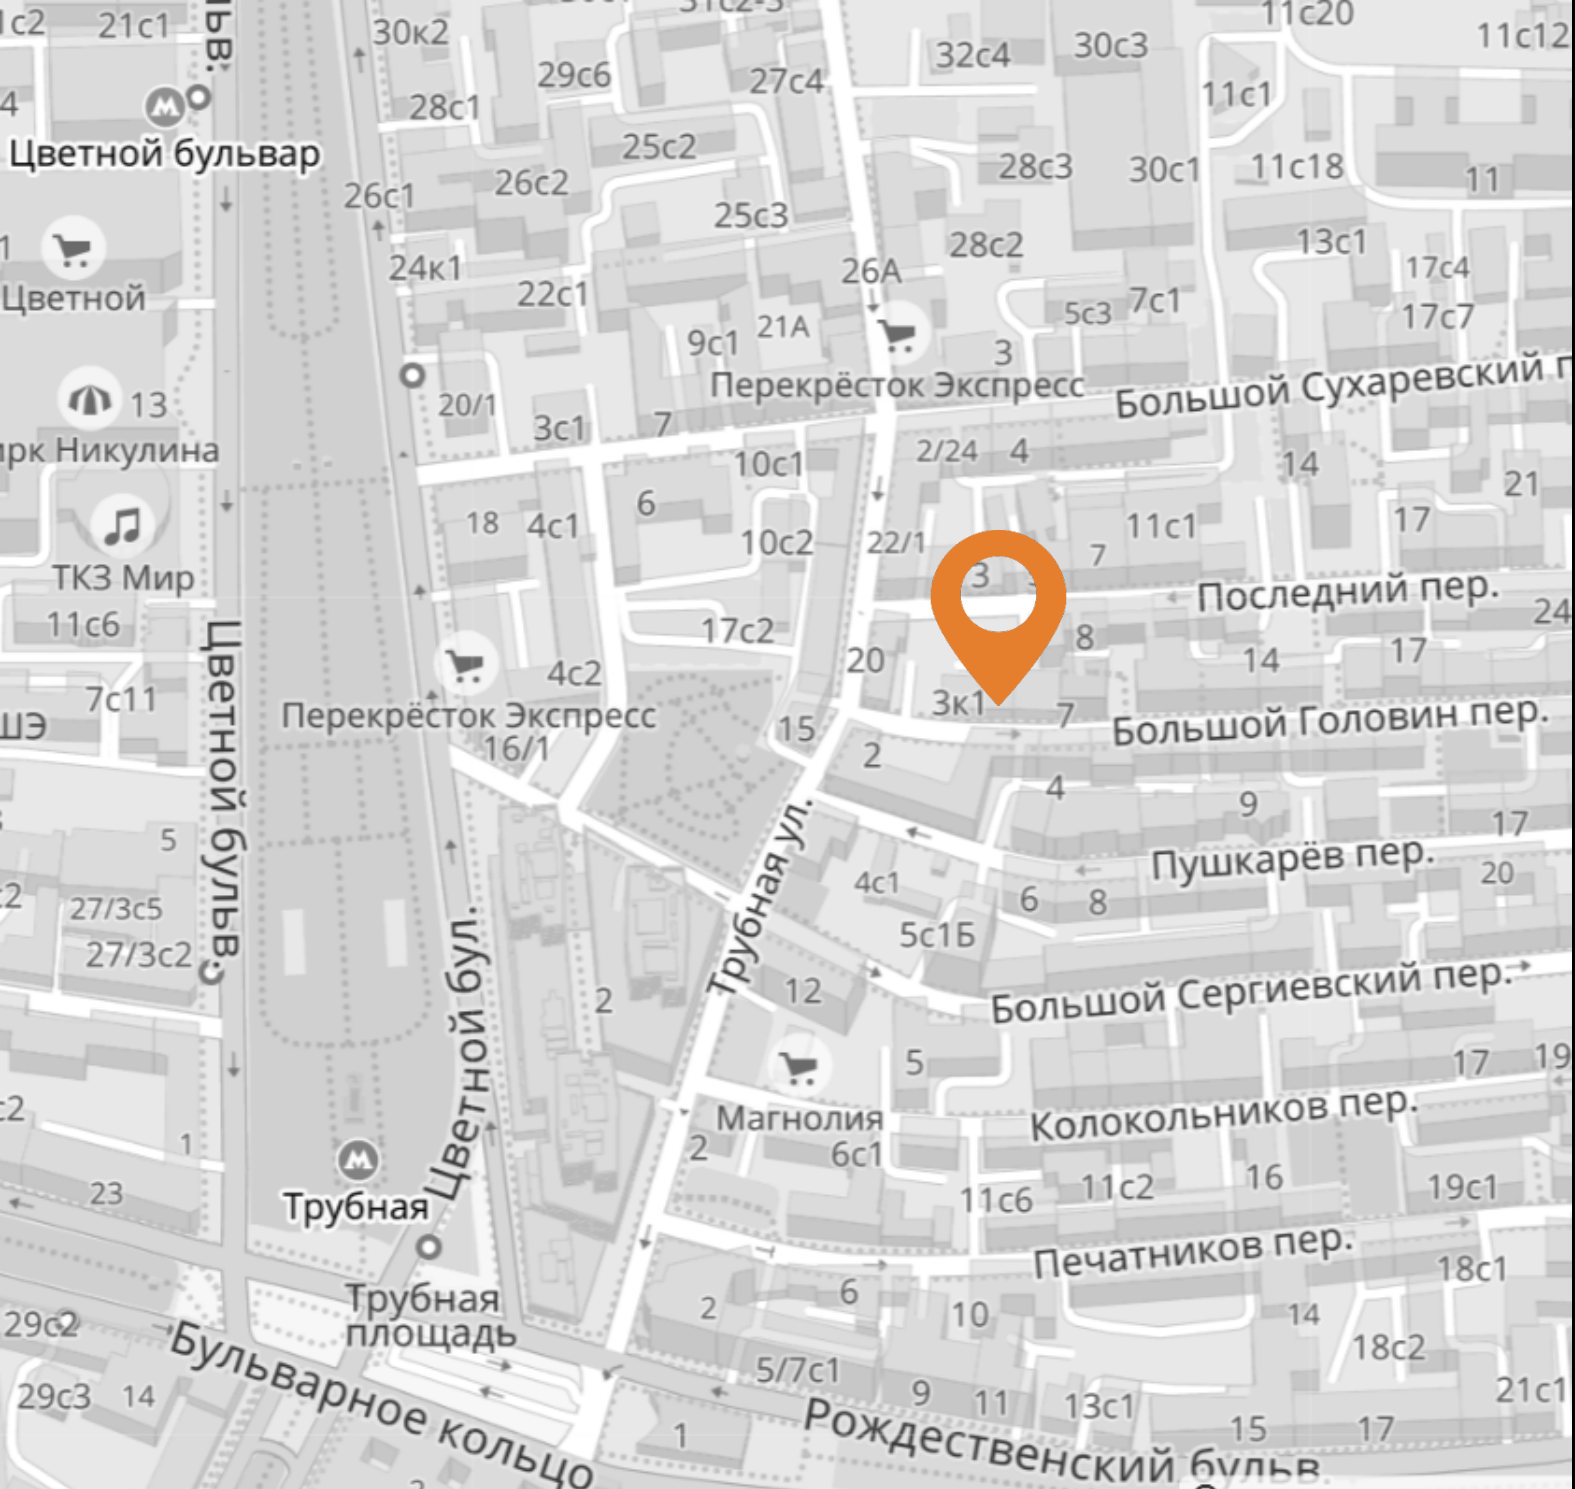 21с1
30к2
29с6
27с4
32с4
30с3
11с20
11с12
11с1
28с1
Цветной бульвар
25с2
26с2
26с1
25с3
28с3
30с1
11с18
11
28с2
13с1
24к1
22с1
26А
17с4
Цветной
21А
9с1
5с3
7с1
17с7
3
Перекрёсток Экспресс
Большой Сухаревский
13
20/1
3с1
7
2/24
4
10с1
14
21
6
18
4с1
10с2
22/1
11с1
17
7
3
ТКЗ Мир
11с6
Последний пер.
24
17с2
8
20
14
17
4с2
7с11
3к1
7
Большой Головин пер.
Перекрёсток Экспресс
16/1
15
2
Цветной бульв.
4
9
17
5
Пушкарёв пер.
20
4с1
6
8
27/3с5
27/3с2
5с1Б
Трубная ул.
12
2
Большой Сергиевский пер.
Цветной бул.
5
17
19
Магнолия
Колокольников пер.
1
2
6с1
23
11с6
11с2
16
19с1
Трубная
Печатников пер.
18с1
Трубная
площадь
2
6
10
14
29с2
18с2
Бульварное кольцо
5/7с1
29с3
14
9
11
13с1
21с1
1
Рождественский бульв.
15
17